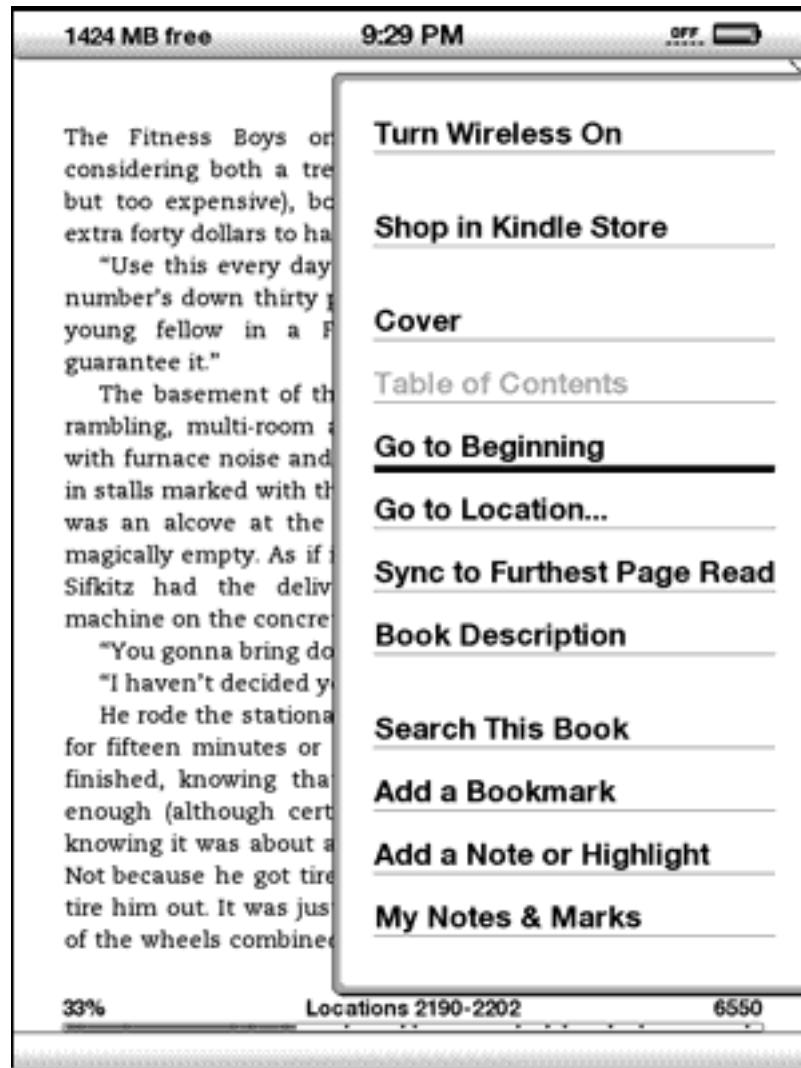 1424 MB free 9:29 PM OFF
The Fitness Boys or
considering both a tre
but too expensive), bo
extra forty dollars to ha
“Use this every day
number’s down thirty
young fellow in a F
guarantee it.”
The basement of th
rambling, multi-room
with furnace noise and
in stalls marked with th
was an alcove at the
magically empty. As if
Sifkitz had the deliv
machine on the concre
“You gonna bring do
“I haven’t decided y
He rode the stationa
for fifteen minutes or
finished, knowing tha
enough (although cert
knowing it was about a
Not because he got tire
tire him out. It was jus
of the wheels combined
Turn Wireless On
Shop in Kindle Store
Cover
Table of Contents
Go to Beginning
Go to Location...
Sync to Furthest Page Read
Book Description
Search This Book
Add a Bookmark
Add a Note or Highlight
My Notes & Marks
33% Locations 2190-2202 6550